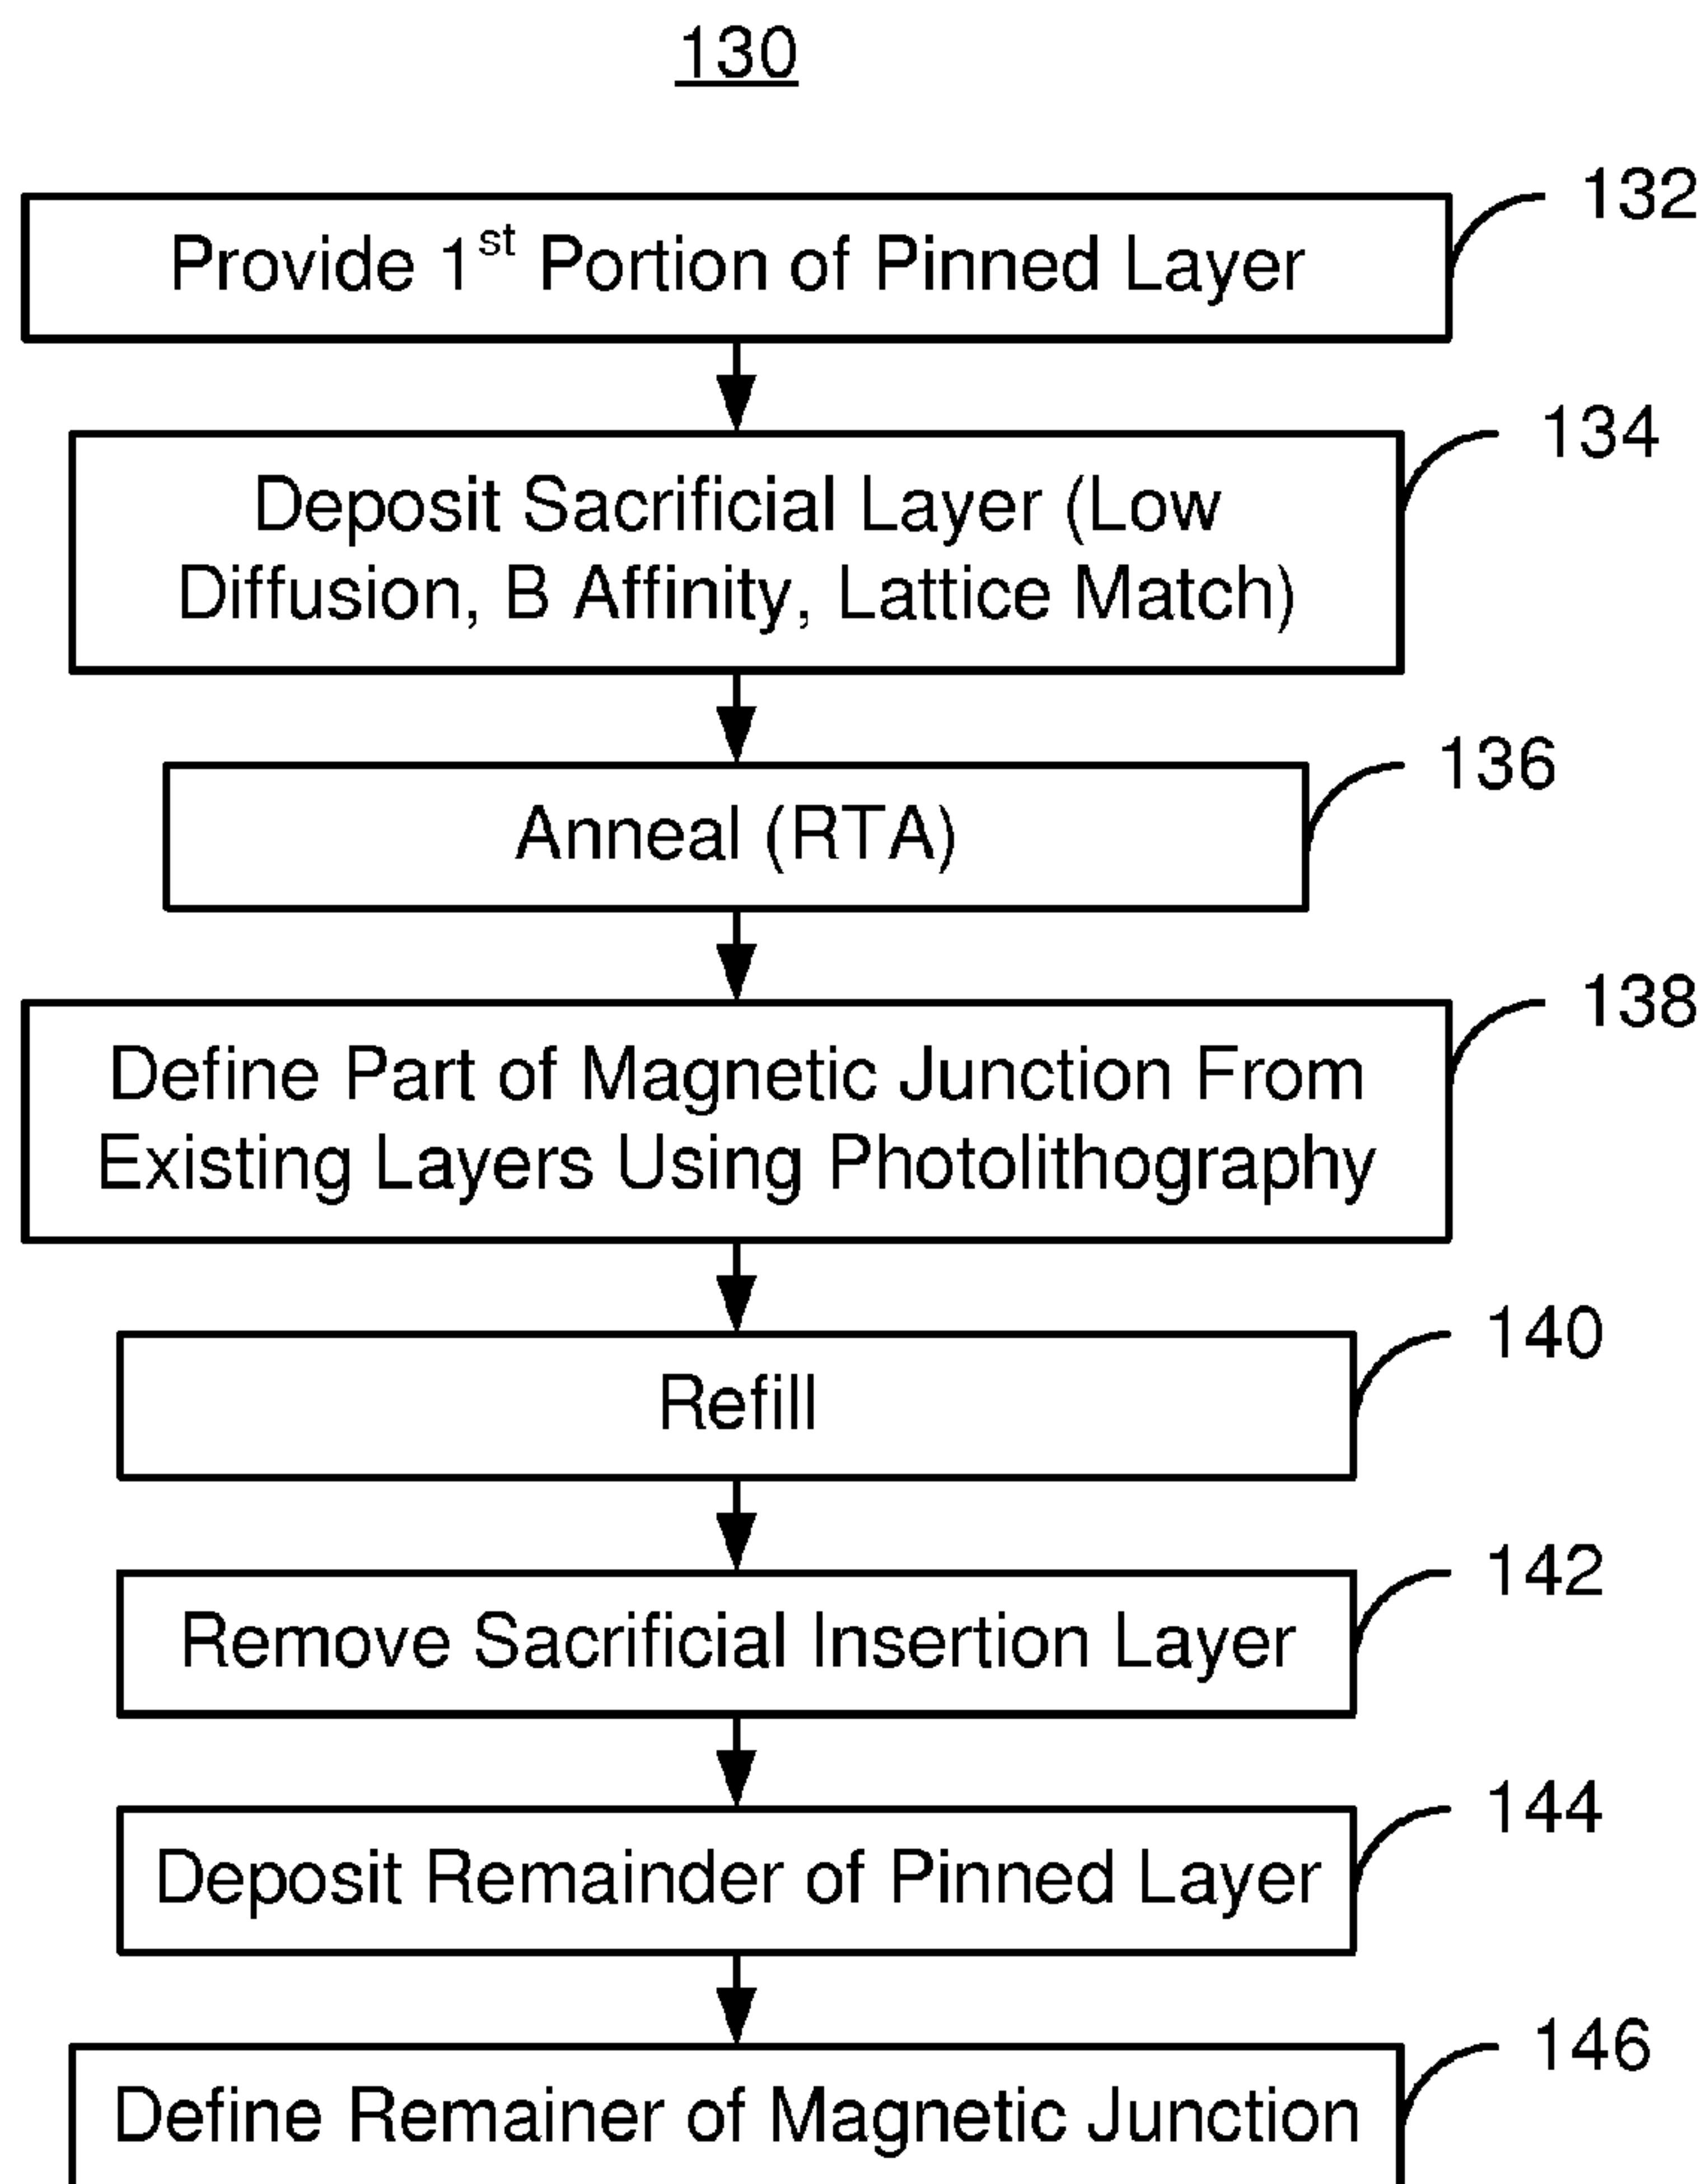 130
132
Provide 1st Portion of Pinned Layer
134
Deposit Sacrificial Layer (Low
Diffusion, B Affinity, Lattice Match)
136
Anneal (RTA)
138
Define Part of Magnetic Junction From
Existing Layers Using Photolithography
140
Refill
142
Remove Sacrificial Insertion Layer
144
Deposit Remainder of Pinned Layer
146
Define Remainer of Magnetic Junction